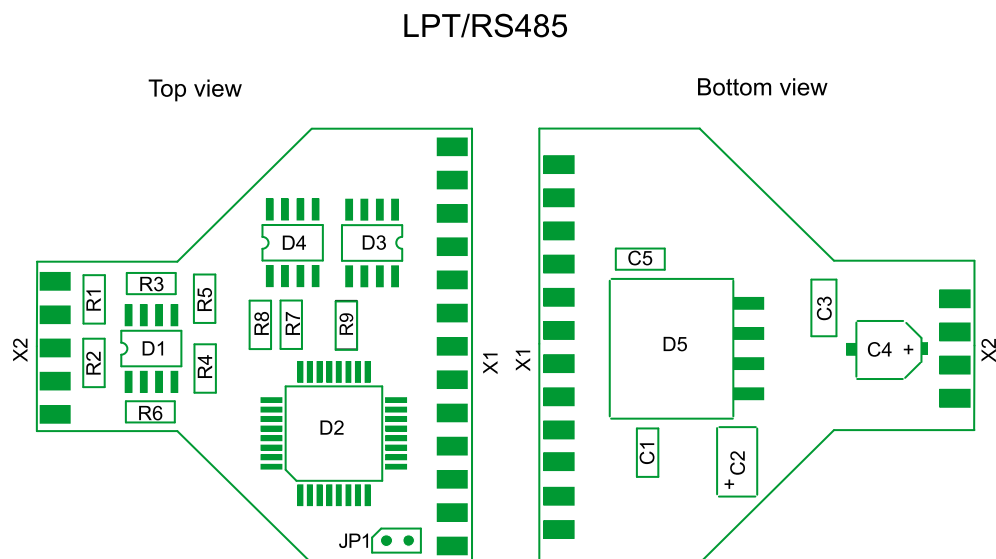 LPT/RS485
Top view
Bottom view
D4
D3
C5
R1
R3
R5
C3
R8
R7
R9
X2
R2
D1
R4
X1
X1
D5
C4 +
X2
R6
D2
C1
C2
+
JP1